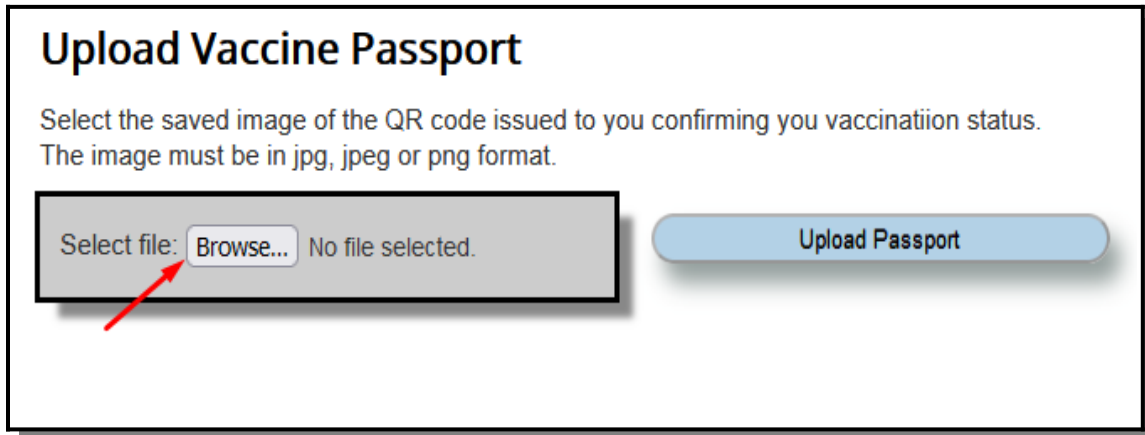 Upload Vaccine Passport
Select the saved image of the QR code issued to you confirming you vaccinatiion status.
The image must be in jpg, jpeg or png format.
Select file: Browse... No file selected.
Upload Passport